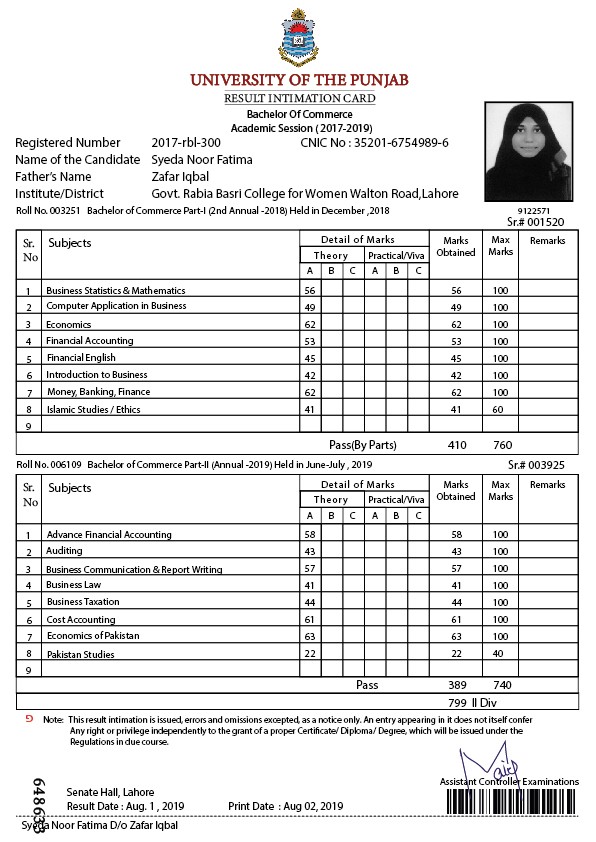 UNIVERSITY OF THE PUNJAB
RESULT INTIMATION CARD
Bachelor Of Commerce
Academic Session ( 2017-2019)
Registered Number 2017-rbl-300 CNIC No : 35201-6754989-6
Name of the Candidate Syeda Noor Fatima
Father's Name Zafar Iqbal
Institute/District Govt. Rabia Basri College for Women Walton Road,Lahore
Roll No. 003251 Bachelor of Commerce Part-I (2nd Annual -2018) Held in December ,2018
9122571
Sr.# 001520
Sr. No Subjects Detail of Marks Marks Obtained Max Marks Remarks
Theory Practical/Viva
A B C A B C
1 Business Statistics & Mathematics 56 56 100
2 Computer Application in Business 49 49 100
3 Economics 62 62 100
4 Financial Accounting 53 53 100
5 Financial English 45 45 100
6 Introduction to Business 42 42 100
7 Money, Banking, Finance 62 62 100
8 Islamic Studies / Ethics 41 41 60
9
Pass(By Parts) 410 760
Roll No. 006109 Bachelor of Commerce Part-II (Annual -2019) Held in June-July , 2019 Sr.# 003925
Sr. No Subjects Detail of Marks Marks Obtained Max Marks Remarks
Theory Practical/Viva
A B C A B C
1 Advance Financial Accounting 58 58 100
2 Auditing 43 43 100
3 Business Communication & Report Writing 57 57 100
4 Business Law 41 41 100
5 Business Taxation 44 44 100
6 Cost Accounting 61 61 100
7 Economics of Pakistan 63 63 100
8 Pakistan Studies 22 22 40
9
Pass 389 740
799 II Div
Note: This result intimation is issued, errors and omissions excepted, as a notice only. An entry appearing in it does not itself confer
Any right or privilege independently to the grant of a proper Certificate/ Diploma/ Degree, which will be issued under the
Regulations in due course.
Assistant Controller Examinations
Senate Hall, Lahore
Result Date : Aug. 1 , 2019 Print Date : Aug 02, 2019
648633
Syeda Noor Fatima D/o Zafar Iqbal